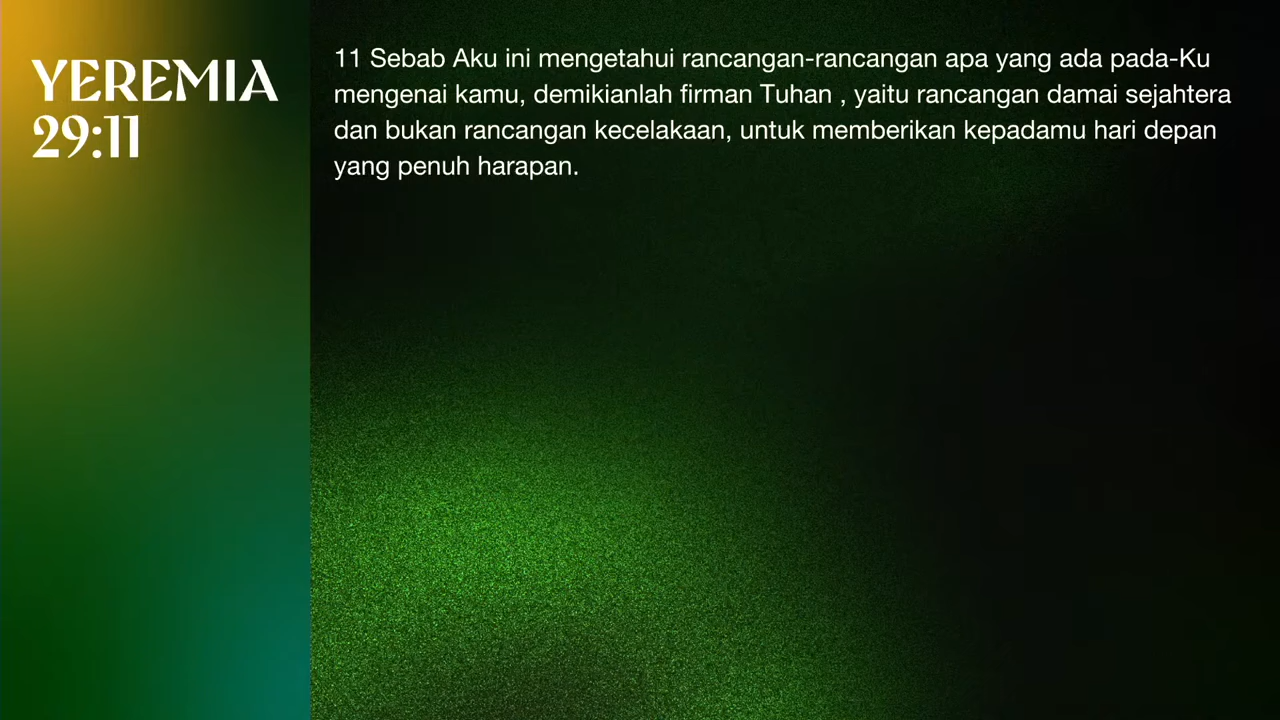 YEREMIA
29:11
11 Sebab Aku ini mengetahui rancangan-rancangan apa yang ada pada-Ku
mengenai kamu, demikianlah firman Tuhan , yaitu rancangan damai sejahtera
dan bukan rancangan kecelakaan, untuk memberikan kepadamu hari depan
yang penuh harapan.